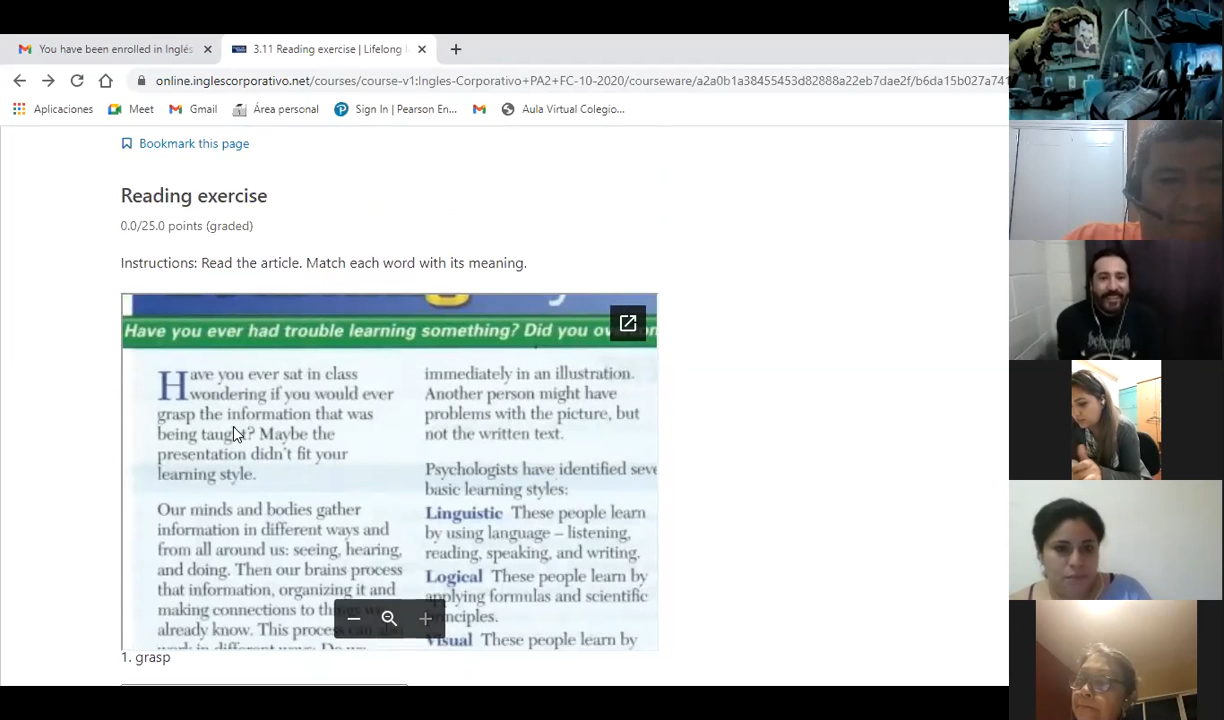 You have been enrolled in Inglés
3.11 Reading exercise | Lifelong l
online.inglescorporativo.net/courses/course-v1:Ingles-Corporativo+PA2+FC-10-2020/courseware/a2a0b1a38455453d82888a22eb7dae2f/b6da15b027a741
Aplicaciones
Meet
Gmail
Área personal
Sign In | Pearson En...
Aula Virtual Colegio...
Bookmark this page
Reading exercise
0.0/25.0 points (graded)
Instructions: Read the article. Match each word with its meaning.
Have you ever had trouble learning something? Did you
Have you ever sat in class
wondering if you would ever
grasp the information that was
being taught? Maybe the
presentation didn't fit your
learning style.
Our minds and bodies gather
information in different ways and
from all around us: seeing, hearing,
and doing. Then our brains process
that information, organizing it and
making connections to things we
already know. This process can
work in different ways: Do we
immediately in an illustration.
Another person might have
problems with the picture, but
not the written text.
Psychologists have identified seve
basic learning styles:
Linguistic These people learn
by using language – listening,
reading, speaking, and writing.
Logical These people learn by
applying formulas and scientific
principles.
Visual These people learn by
1. grasp